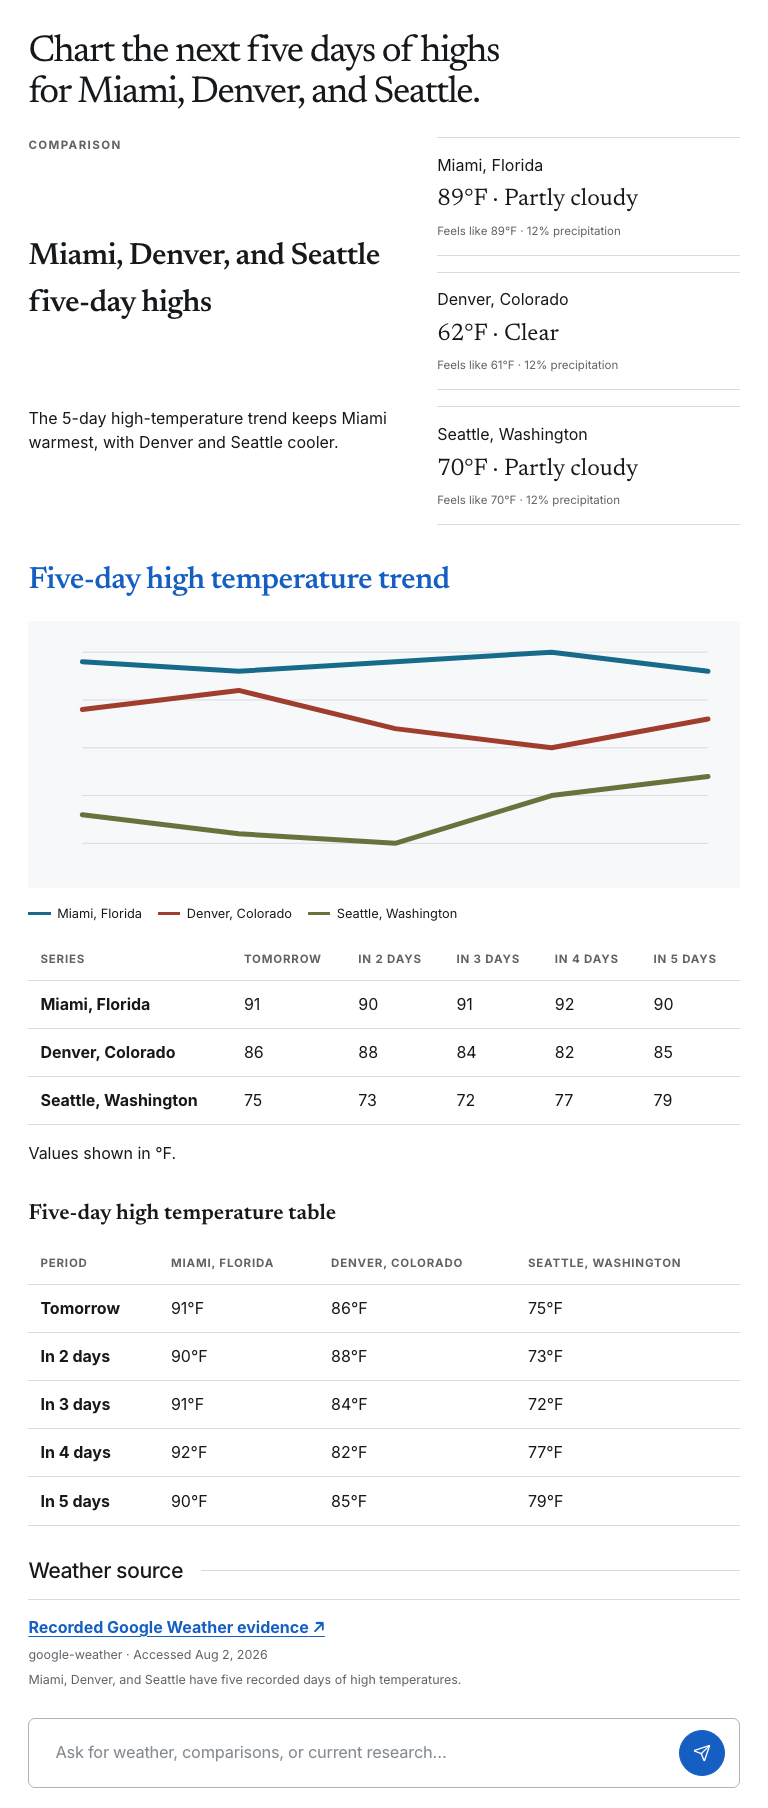 Chart the next five days of highs
for Miami, Denver, and Seattle.
COMPARISON
Miami, Denver, and Seattle
five-day highs
The 5-day high-temperature trend keeps Miami
warmest, with Denver and Seattle cooler.
Miami, Florida
89°F · Partly cloudy
Feels like 89°F · 12% precipitation
Denver, Colorado
62°F · Clear
Feels like 61°F · 12% precipitation
Seattle, Washington
70°F · Partly cloudy
Feels like 70°F · 12% precipitation
Five-day high temperature trend
Miami, Florida Denver, Colorado Seattle, Washington
SERIES TOMORROW IN 2 DAYS IN 3 DAYS IN 4 DAYS IN 5 DAYS
Miami, Florida 91 90 91 92 90
Denver, Colorado 86 88 84 82 85
Seattle, Washington 75 73 72 77 79
Values shown in °F.
Five-day high temperature table
PERIOD MIAMI, FLORIDA DENVER, COLORADO SEATTLE, WASHINGTON
Tomorrow 91°F 86°F 75°F
In 2 days 90°F 88°F 73°F
In 3 days 91°F 84°F 72°F
In 4 days 92°F 82°F 77°F
In 5 days 90°F 85°F 79°F
Weather source
Recorded Google Weather evidence ↗
google-weather · Accessed Aug 2, 2026
Miami, Denver, and Seattle have five recorded days of high temperatures.
Ask for weather, comparisons, or current research...